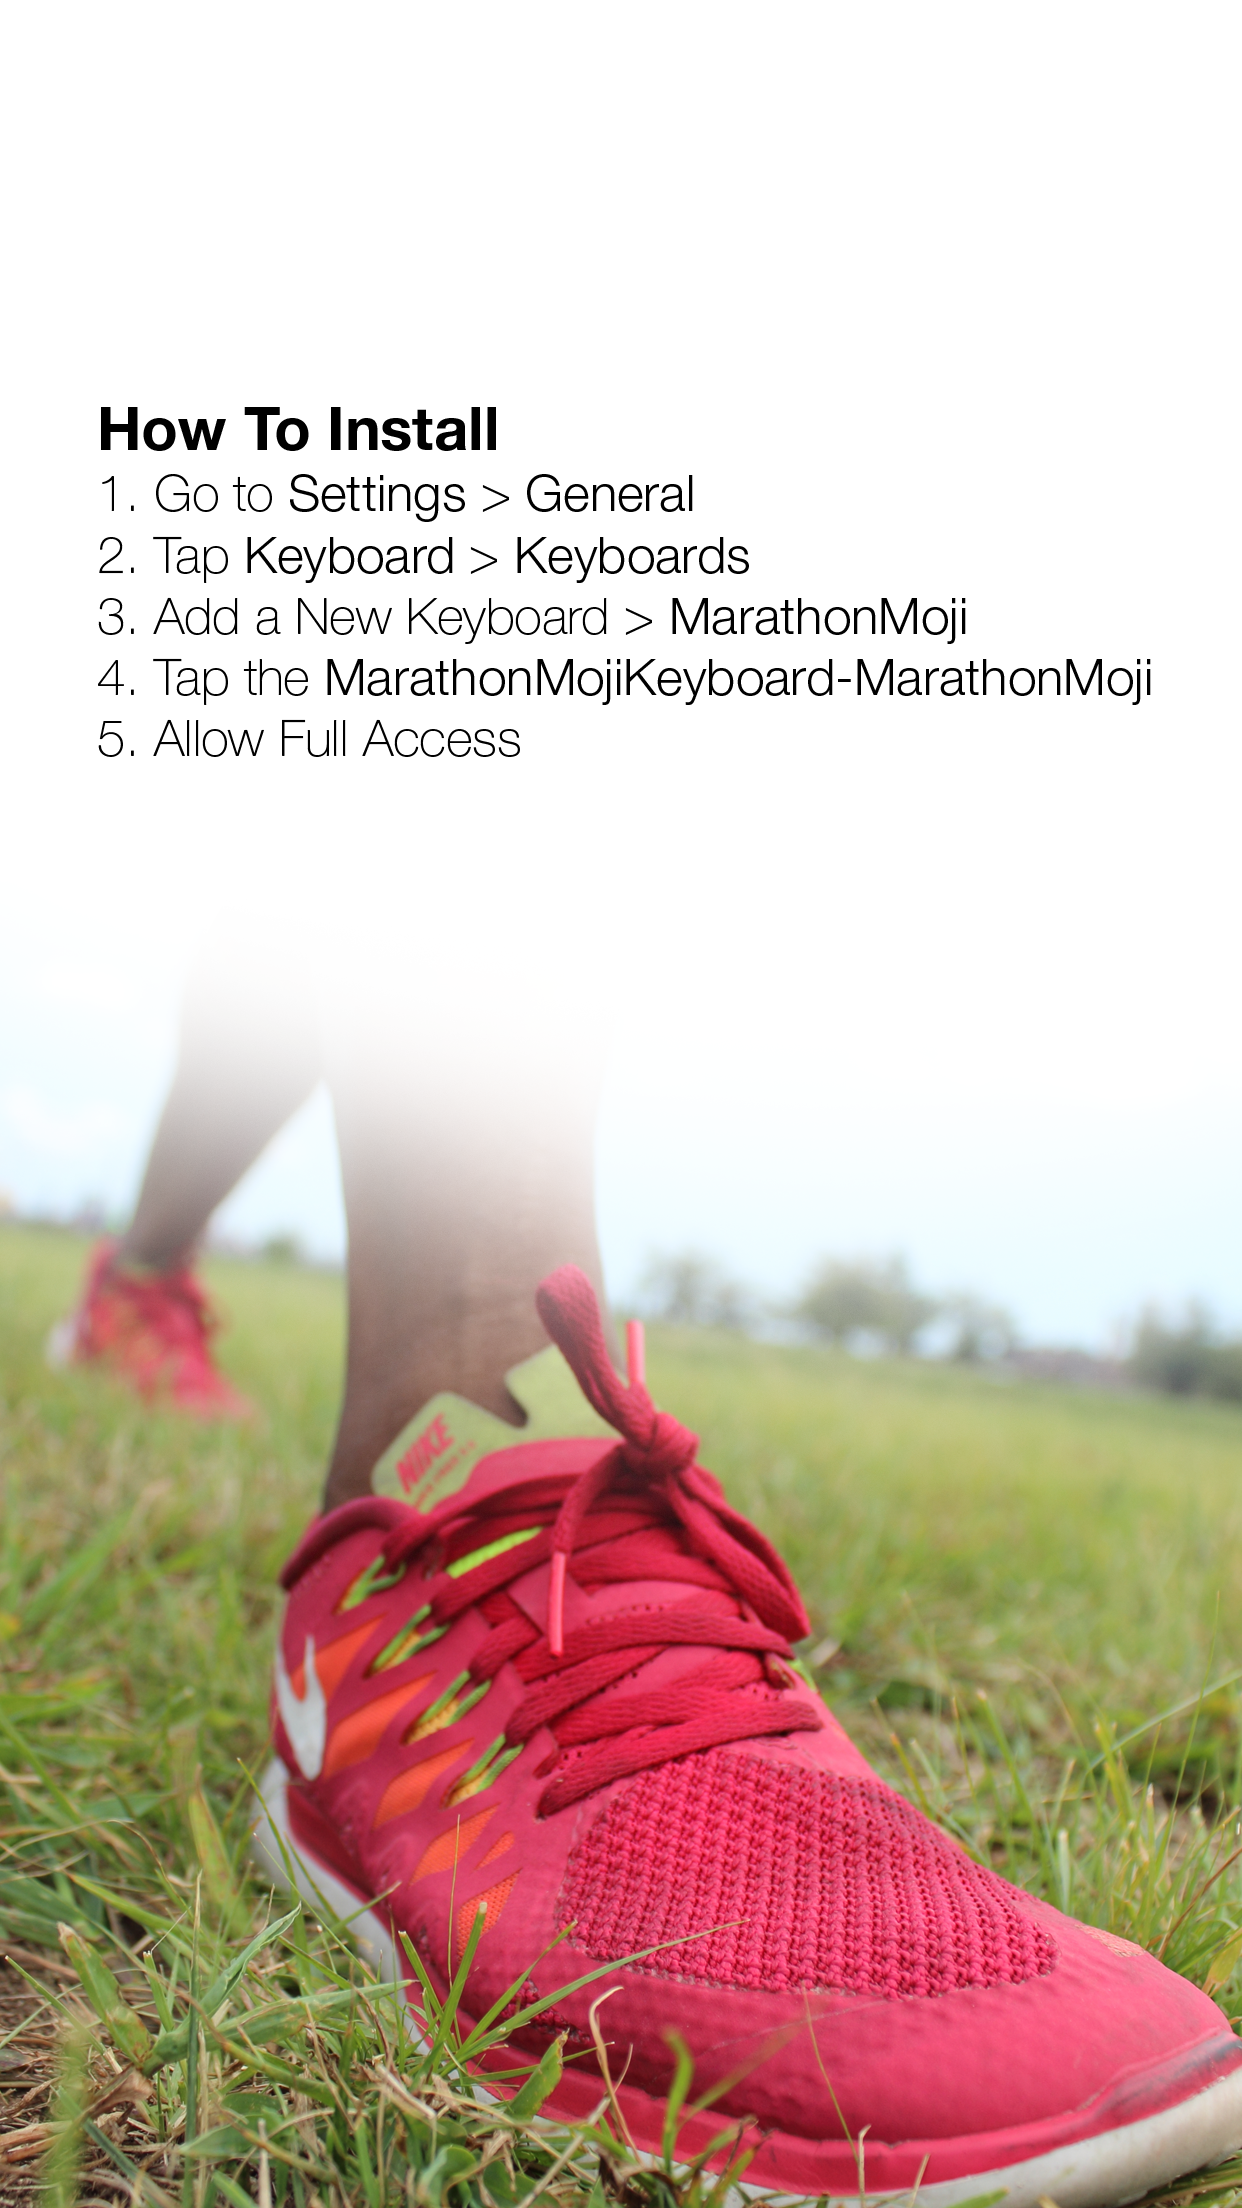 How To Install
1. Go to Settings > General
2. Tap Keyboard > Keyboards
3. Add a New Keyboard > MarathonMoji
4. Tap the MarathonMojiKeyboard-MarathonMoji
5. Allow Full Access
NIKE